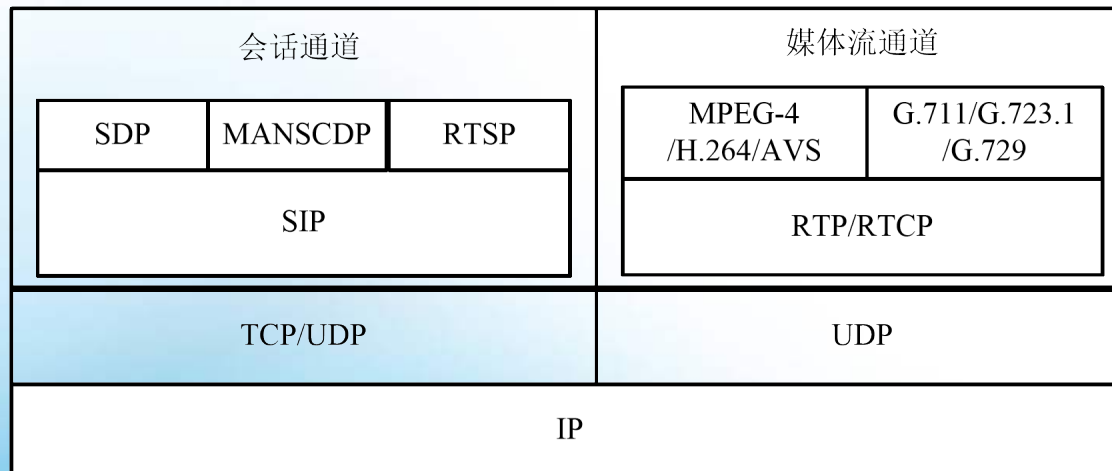 会话通道
媒体流通道
SDP
MANSCDP
RTSP
MPEG-4
/H.264/AVS
G.711/G.723.1
/G.729
SIP
RTP/RTCP
TCP/UDP
UDP
IP